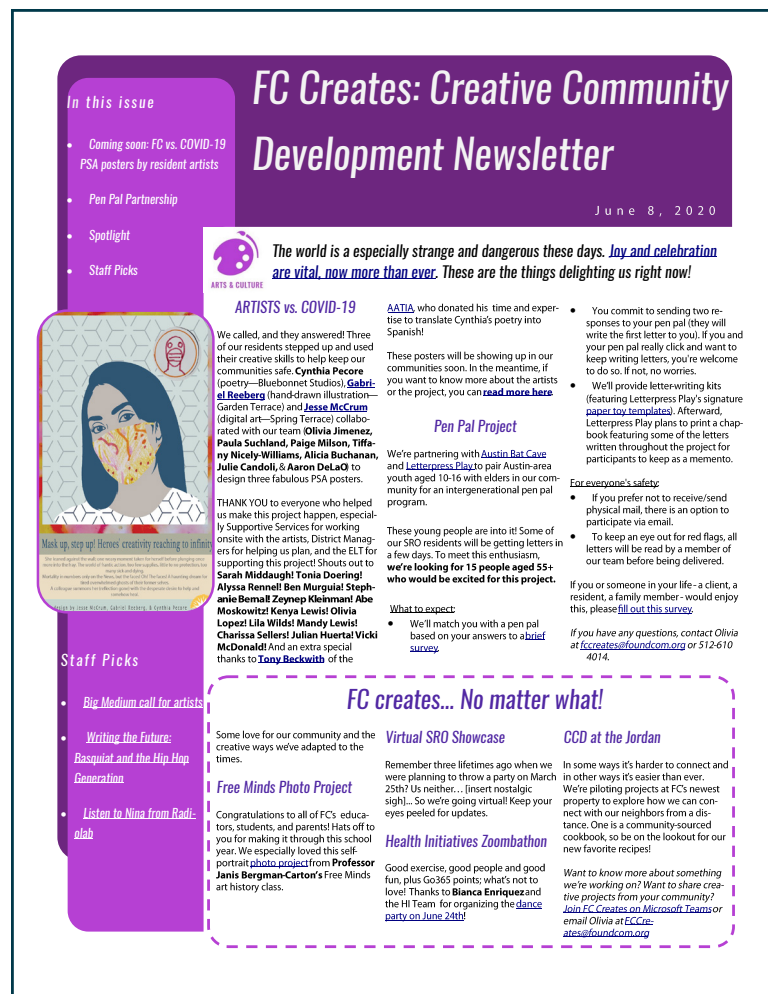 FC Creates: Creative Community
Development Newsletter
June 8, 2020
In this issue
• Coming soon: FC vs. COVID-19
PSA posters by resident artists
• Pen Pal Partnership
• Spotlight
• Staff Picks
ARTS & CULTURE
The world is a especially strange and dangerous these days. Joy and celebration
are vital, now more than ever. These are the things delighting us right now!
ARTISTS vs. COVID-19
We called, and they answered! Three
of our residents stepped up and used
their creative skills to help keep our
communities safe. Cynthia Pecore
(poetry—Bluebonnet Studios), Gabri-
el Reeberg (hand-drawn illustration—
Garden Terrace) and Jesse McCrum
(digital art—Spring Terrace) collabo-
rated with our team (Olivia Jimenez,
Paula Suchland, Paige Milson, Tiffa-
ny Nicely-Williams, Alicia Buchanan,
Julie Candoli, & Aaron DeLaO) to
design three fabulous PSA posters.
THANK YOU to everyone who helped
us make this project happen, especial-
ly Supportive Services for working
onsite with the artists, District Manag-
ers for helping us plan, and the ELT for
supporting this project! Shouts out to
Sarah Middaugh! Tonia Doering!
Alyssa Rennel! Ben Murguia! Steph-
anie Bernal! Zeynep Kleinman! Abe
Moskowitz! Kenya Lewis! Olivia
Lopez! Lila Wilds! Mandy Lewis!
Charissa Sellers! Julian Huerta! Vicki
McDonald! And an extra special
thanks to Tony Beckwith of the
AATIA, who donated his time and exper-
tise to translate Cynthia's poetry into
Spanish!
These posters will be showing up in our
communities soon. In the meantime, if
you want to know more about the artists
or the project, you can read more here.
Pen Pal Project
We're partnering with Austin Bat Cave
and Letterpress Play to pair Austin-area
youth aged 10-16 with elders in our com-
munity for an intergenerational pen pal
program.
These young people are into it! Some of
our SRO residents will be getting letters in
a few days. To meet this enthusiasm,
we're looking for 15 people aged 55+
who would be excited for this project.
What to expect:
• We'll match you with a pen pal
based on your answers to a brief
survey.
• You commit to sending two re-
sponses to your pen pal (they will
write the first letter to you). If you and
your pen pal really click and want to
keep writing letters, you're welcome
to do so. If not, no worries.
• We'll provide letter-writing kits
(featuring Letterpress Play's signature
paper toy templates). Afterward,
Letterpress Play plans to print a chap-
book featuring some of the letters
written throughout the project for
participants to keep as a memento.
For everyone's safety:
• If you prefer not to receive/send
physical mail, there is an option to
participate via email.
• To keep an eye out for red flags, all
letters will be read by a member of
our team before being delivered.
If you or someone in your life - a client, a
resident, a family member - would enjoy
this, please fill out this survey.
If you have any questions, contact Olivia
at fccreates@foundcom.org or 512-610
4014.
Mask up, step up! Heroes' creativity reaching to infinity
design by Jesse McCrum, Gabriel Reeberg, & Cynthia Pecore
Staff Picks
• Big Medium call for artists
• Writing the Future:
Basquiat and the Hip Hop
Generation
• Listen to Nina from Radi-
olab
FC creates... No matter what!
Some love for our community and the
creative ways we've adapted to the
times.
Free Minds Photo Project
Congratulations to all of FC's educa-
tors, students, and parents! Hats off to
you for making it through this school
year. We especially loved this self-
portrait photo project from Professor
Janis Bergman-Carton's Free Minds
art history class.
Virtual SRO Showcase
Remember three lifetimes ago when we
were planning to throw a party on March
25th? Us neither… [insert nostalgic
sigh]... So we're going virtual! Keep your
eyes peeled for updates.
Health Initiatives Zoombathon
Good exercise, good people and good
fun, plus Go365 points; what's not to
love! Thanks to Bianca Enriquez and
the HI Team for organizing the dance
party on June 24th!
CCD at the Jordan
In some ways it's harder to connect and
in other ways it's easier than ever.
We're piloting projects at FC's newest
property to explore how we can con-
nect with our neighbors from a dis-
tance. One is a community-sourced
cookbook, so be on the lookout for our
new favorite recipes!
Want to know more about something
we're working on? Want to share crea-
tive projects from your community?
Join FC Creates on Microsoft Teams or
email Olivia at FCCre-
ates@foundcom.org